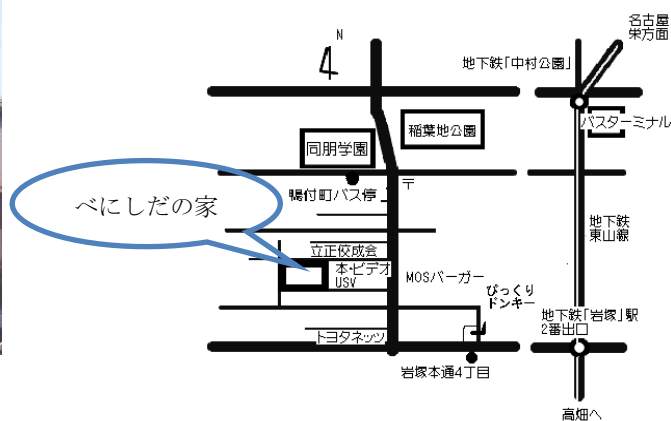 名古屋
栄方面
N
地下鉄「中村公園」
稲葉地公園
バスターミナル
同朋学園
鴨付町バス停
〒
べにしだの家
地下鉄
東山線
立正佼成会
本・ビデオ
USV
MOSバーガー
びっくり
ドンキー
地下鉄「岩塚」駅
2番出口
トヨタネッツ
岩塚本通4丁目
高畑へ